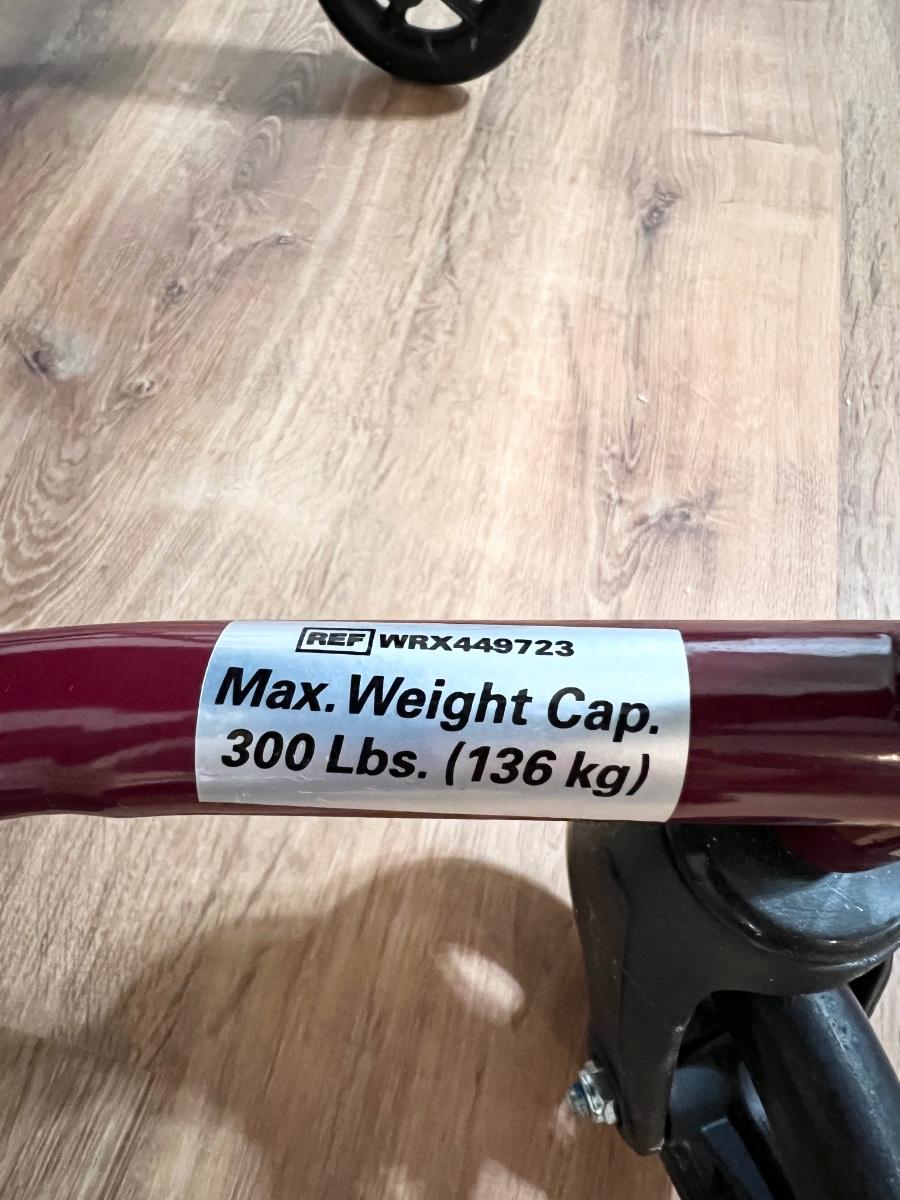 REF WRX449723
Max. Weight Cap.
300 Lbs. (136 kg)